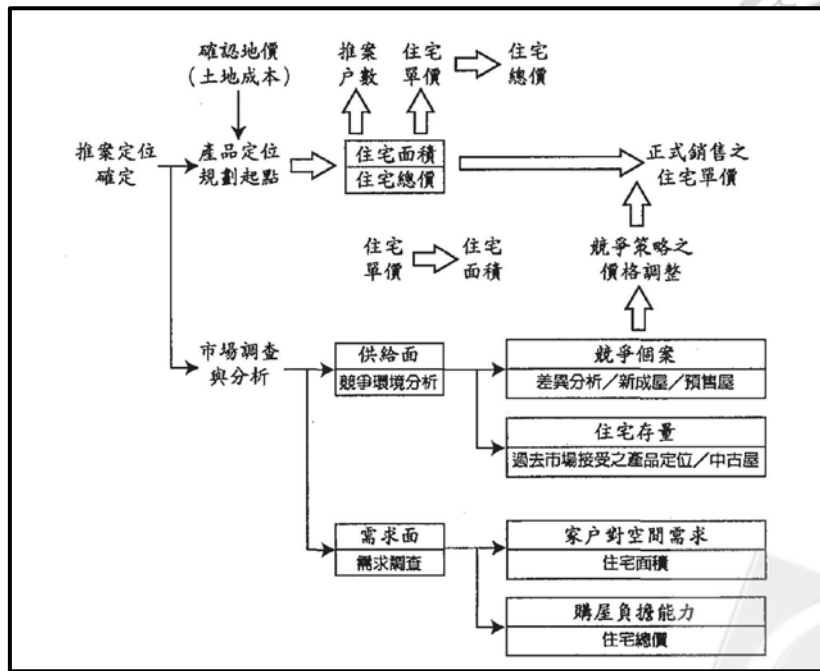 確認地價
（土地成本）
推案
戶數
住宅
單價
住宅
總價
推案定位
確定
產品定位
規劃起點
住宅面積
住宅總價
正式銷售之
住宅單價
住宅
單價
住宅
面積
競爭策略之
價格調整
市場調查
與分析
供給面
競爭環境分析
競爭個案
差異分析／新成屋／預售屋
住宅存量
過去市場接受之產品定位／中古屋
需求面
需求調查
家戶對空間需求
住宅面積
購屋負擔能力
住宅總價